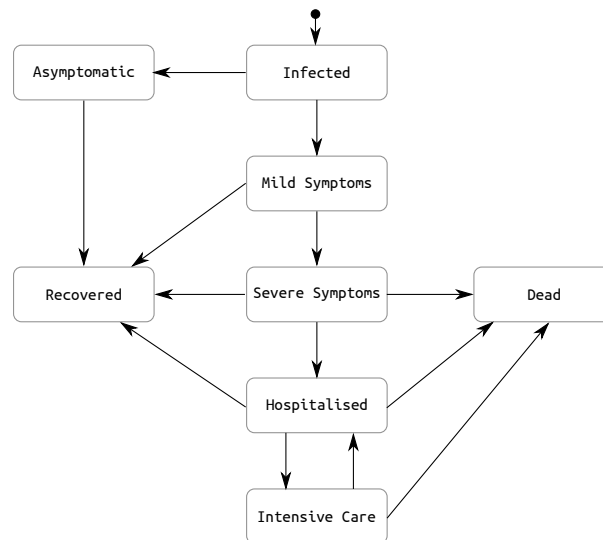 Asymptomatic
Infected
Mild Symptoms
Recovered
Severe Symptoms
Dead
Hospitalised
Intensive Care